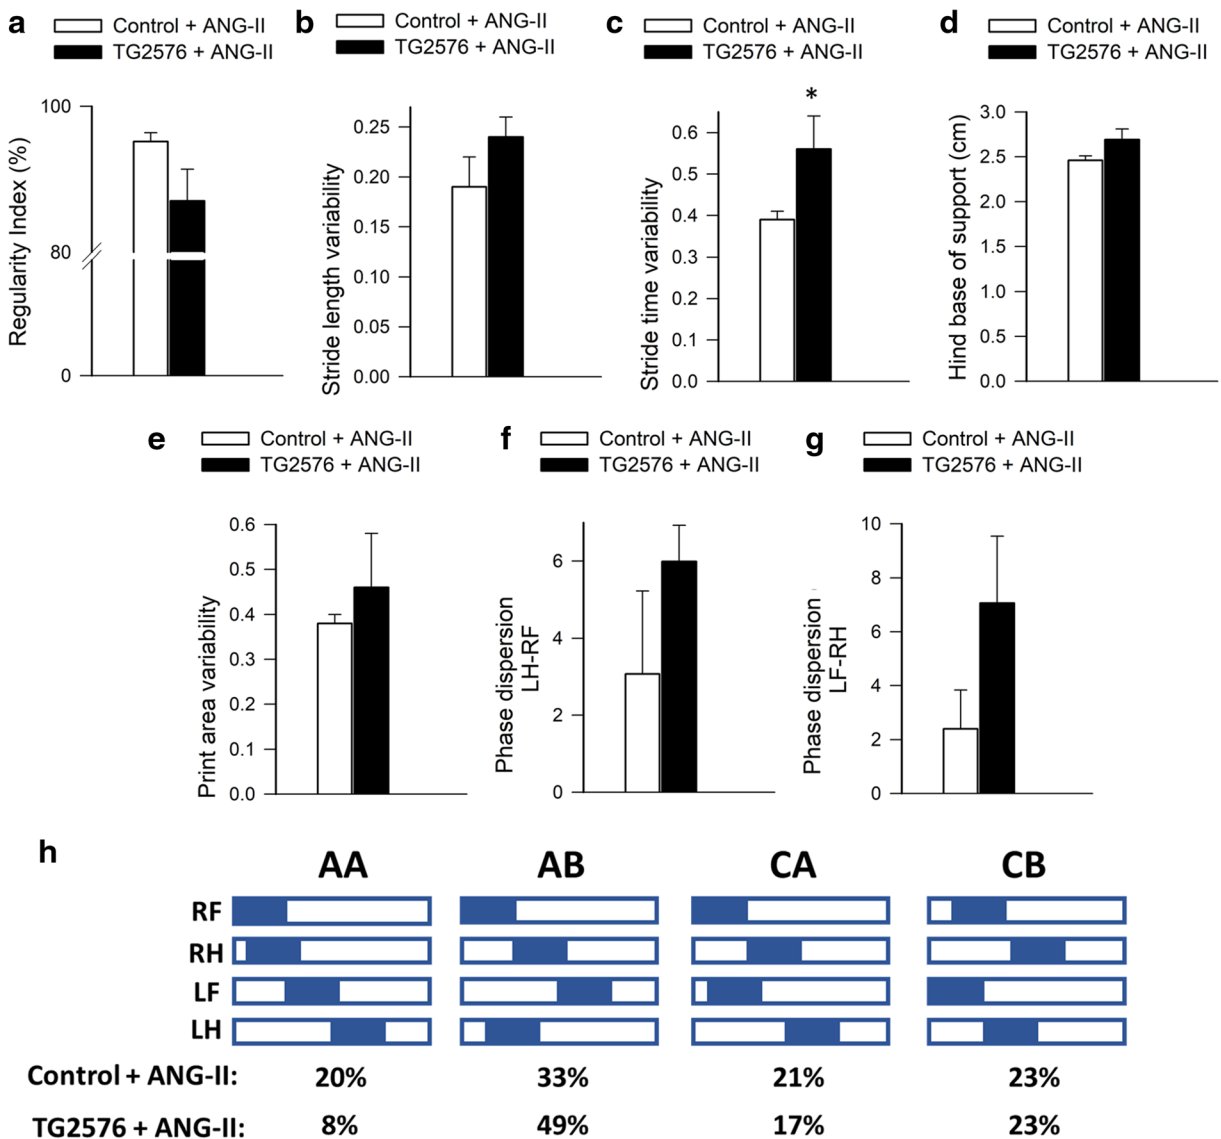 a
Control + ANG-II
TG2576 + ANG-II
100
80
0
Regularity Index (%)
b
Control + ANG-II
TG2576 + ANG-II
0.25
0.20
0.15
0.10
0.05
0.00
Stride length variability
c
Control + ANG-II
TG2576 + ANG-II
*
0.6
0.5
0.4
0.3
0.2
0.1
0.0
Stride time variability
d
Control + ANG-II
TG2576 + ANG-II
3.0
2.5
2.0
1.5
1.0
0.5
0.0
Hind base of support (cm)
e
Control + ANG-II
TG2576 + ANG-II
0.6
0.5
0.4
0.3
0.2
0.1
0.0
Print area variability
f
Control + ANG-II
TG2576 + ANG-II
6
4
2
0
Phase dispersion
LH-RF
g
Control + ANG-II
TG2576 + ANG-II
10
8
6
4
2
0
Phase dispersion
LF-RH
h
AA AB CA CB
RF
RH
LF
LH
Control + ANG-II: 20% 33% 21% 23%
TG2576 + ANG-II: 8% 49% 17% 23%